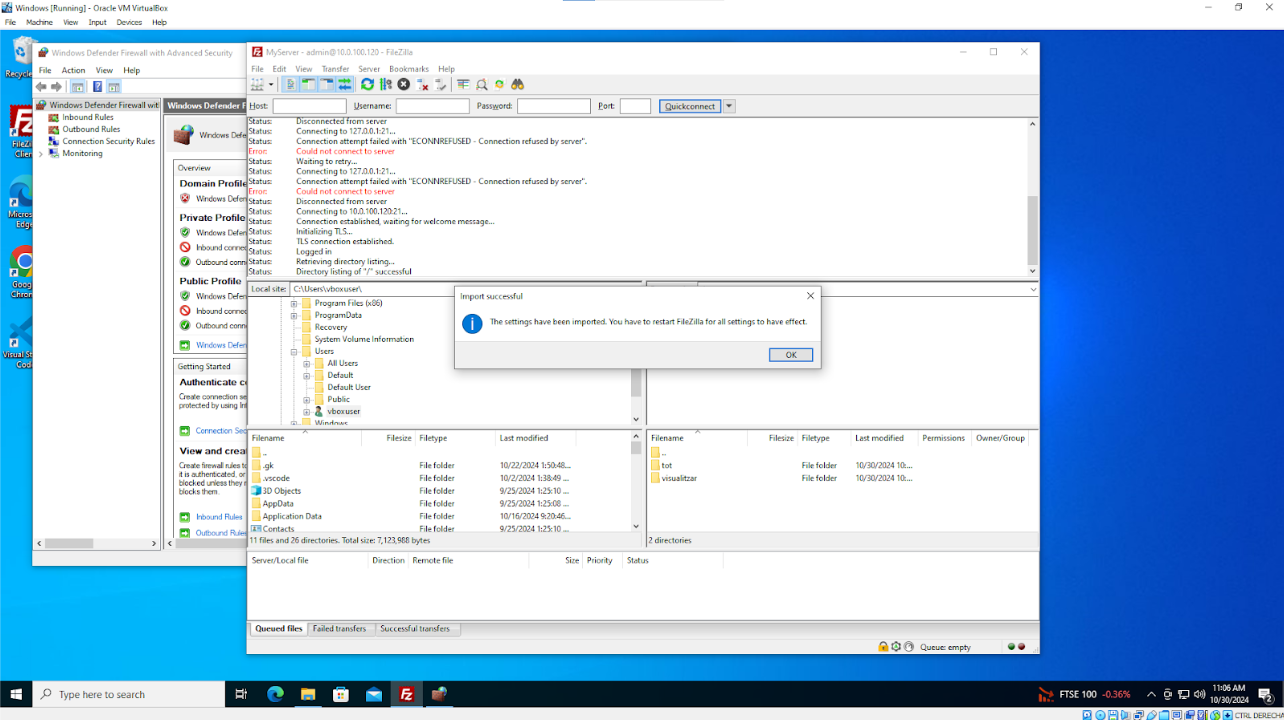 Windows [Running] - Oracle VM VirtualBox
File Machine View Input Devices Help
Windows Defender Firewall with Advanced Security
File Action View Help
Windows Defender Firewall wit
Inbound Rules
Outbound Rules
Connection Security Rules
Monitoring
Windows Defender F
Windows Defe
Overview
Domain Profile
Windows Defen
Private Profile
Windows Defen
Inbound connec
Outbound conne
Public Profile
Windows Defen
Inbound connec
Outbound conne
Windows Defen
Getting Started
Authenticate c
Create connection se
protected by using Int
Connection Sec
View and crea
Create firewall rules to
it is authenticated, or
blocked unless they m
blocks them.
Inbound Rules
Outbound Rules
Recycle
FileZi
Client
Micros
Edge
Goog
Chron
Visual St
Code
MyServer - admin@10.0.100.120 - FileZilla
File Edit View Transfer Server Bookmarks Help
Host: Username: Password: Port: Quickconnect
Status: Disconnected from server
Status: Connecting to 127.0.0.1:21...
Status: Connection attempt failed with "ECONNREFUSED - Connection refused by server".
Error: Could not connect to server
Status: Waiting to retry...
Status: Connecting to 127.0.0.1:21...
Status: Connection attempt failed with "ECONNREFUSED - Connection refused by server".
Error: Could not connect to server
Status: Disconnected from server
Status: Connecting to 10.0.100.120:21...
Status: Connection established, waiting for welcome message...
Status: Initializing TLS...
Status: TLS connection established.
Status: Logged in
Status: Retrieving directory listing...
Status: Directory listing of "/" successful
Local site: C:\Users\vboxuser\
Program Files (x86)
ProgramData
Recovery
System Volume Information
Users
All Users
Default
Default User
Public
vboxuser
Windows
Import successful
The settings have been imported. You have to restart FileZilla for all settings to have effect.
OK
Filename Filesize Filetype Last modified
..
.gk File folder 10/22/2024 1:50:48...
.vscode File folder 10/2/2024 1:38:49 ...
3D Objects File folder 9/25/2024 1:25:10 ...
AppData File folder 9/25/2024 1:25:08 ...
Application Data File folder 10/16/2024 9:20:46...
Contacts File folder 9/25/2024 1:25:10 ...
11 files and 26 directories. Total size: 7,123,988 bytes
Filename Filesize Filetype Last modified Permissions Owner/Group
..
tot File folder 10/30/2024 10:...
visualitzar File folder 10/30/2024 10:...
2 directories
Server/Local file Direction Remote file Size Priority Status
Queued files Failed transfers Successful transfers
Queue: empty
Type here to search
FTSE 100 -0.36%
11:06 AM
10/30/2024
2
CTRL DERECHA